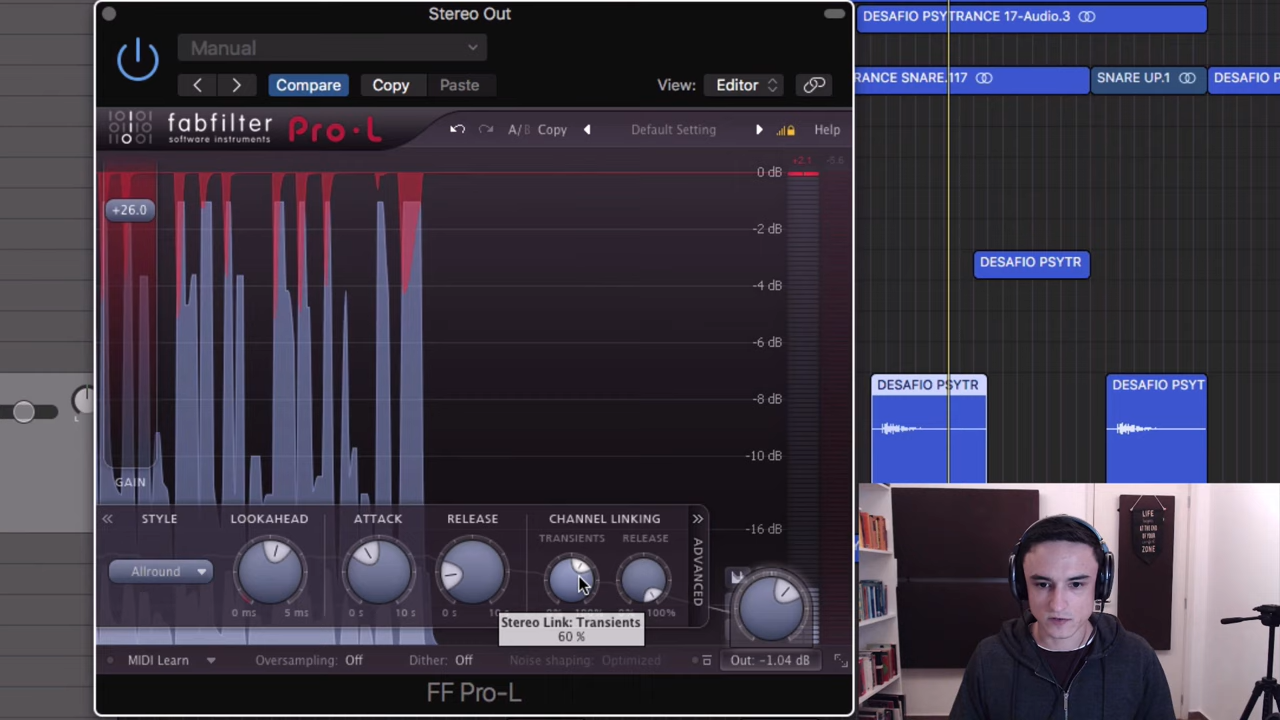 Stereo Out
DESAFIO PSYTRANCE 17-Audio.3
Manual
Compare
Copy
Paste
View:
Editor
RANCE SNARE.117
SNARE UP.1
DESAFIO P
fabfilter
software instruments
Pro·L
A/B
Copy
Default Setting
Help
+2.1
0 dB
+26.0
-2 dB
-4 dB
-6 dB
-8 dB
-10 dB
-16 dB
GAIN
DESAFIO PSYTR
DESAFIO PSYTR
DESAFIO PSYT
STYLE
LOOKAHEAD
ATTACK
RELEASE
CHANNEL LINKING
TRANSIENTS
RELEASE
Allround
ADVANCED
0 ms
5 ms
0 s
10 s
0 s
100%
Stereo Link: Transients
60 %
MIDI Learn
Oversampling: Off
Dither: Off
Noise shaping: Optimized
Out: -1.04 dB
FF Pro-L
LIFE
ZONE